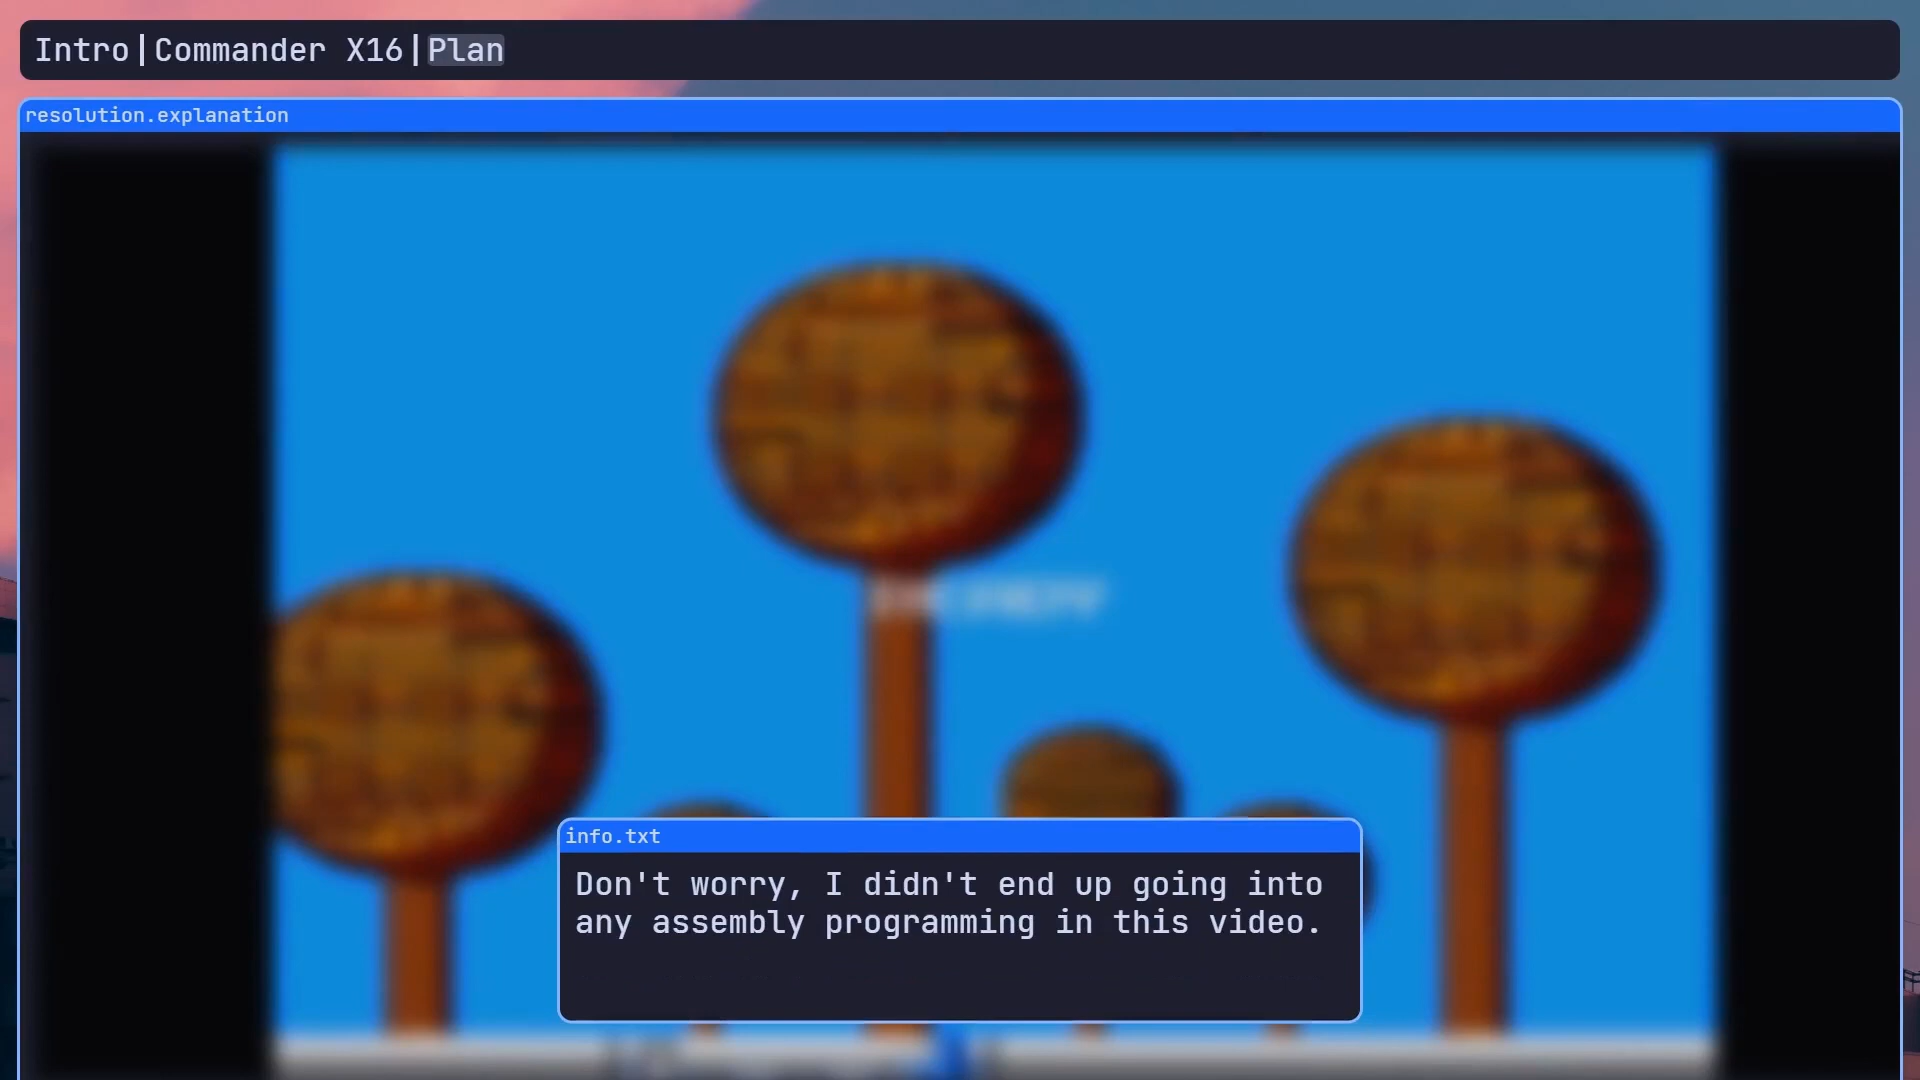 Intro|Commander X16|Plan
resolution.explanation
info.txt
Don't worry, I didn't end up going into
any assembly programming in this video.